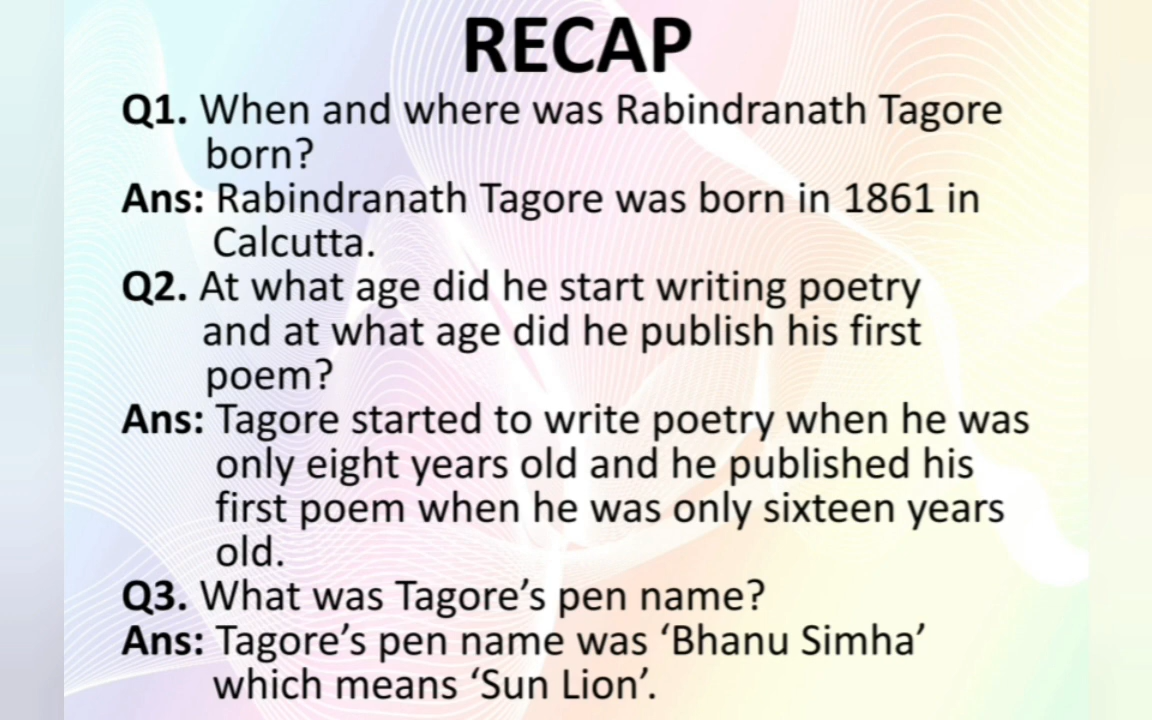 RECAP
Q1. When and where was Rabindranath Tagore
born?
Ans: Rabindranath Tagore was born in 1861 in
Calcutta.
Q2. At what age did he start writing poetry
and at what age did he publish his first
poem?
Ans: Tagore started to write poetry when he was
only eight years old and he published his
first poem when he was only sixteen years
old.
Q3. What was Tagore’s pen name?
Ans: Tagore’s pen name was ‘Bhanu Simha’
which means ‘Sun Lion’.